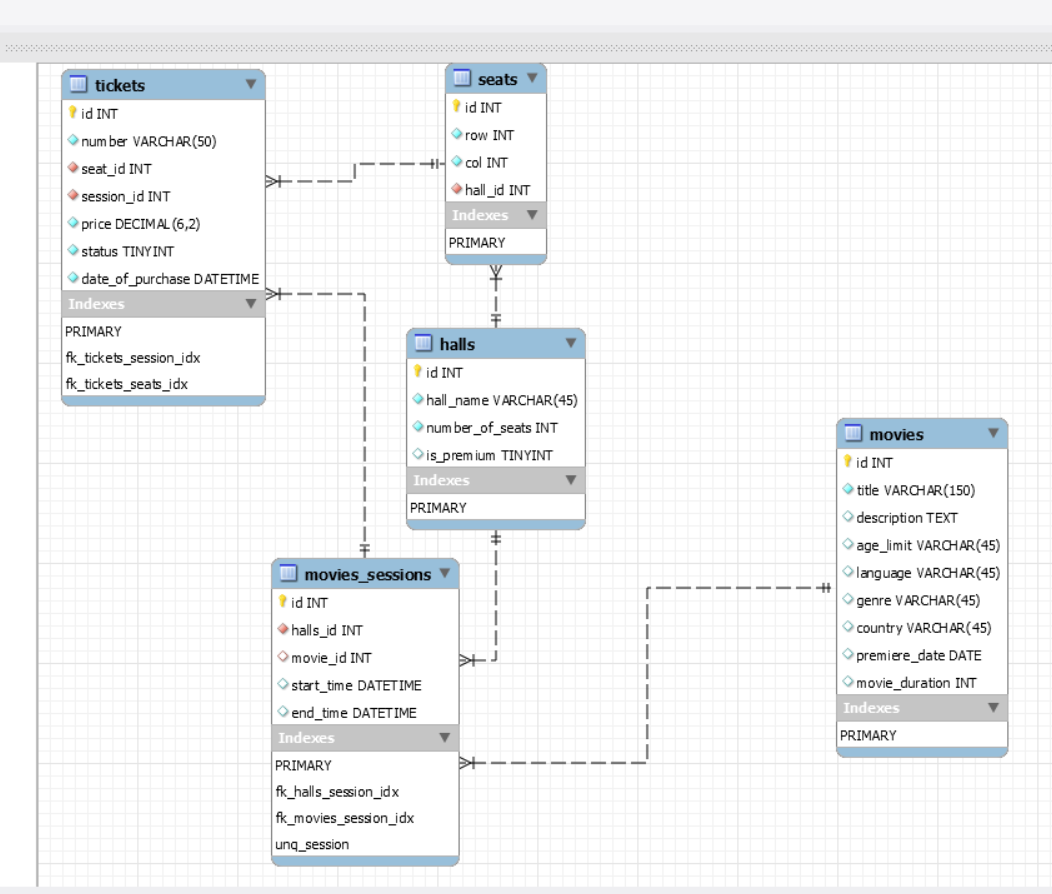 tickets
id INT
number VARCHAR(50)
seat_id INT
session_id INT
price DECIMAL(6,2)
status TINYINT
date_of_purchase DATETIME
Indexes
PRIMARY
fk_tickets_session_idx
fk_tickets_seats_idx
seats
id INT
row INT
col INT
hall_id INT
Indexes
PRIMARY
halls
id INT
hall_name VARCHAR(45)
number_of_seats INT
is_premium TINYINT
Indexes
PRIMARY
movies
id INT
title VARCHAR(150)
description TEXT
age_limit VARCHAR(45)
language VARCHAR(45)
genre VARCHAR(45)
country VARCHAR(45)
premiere_date DATE
movie_duration INT
Indexes
PRIMARY
movies_sessions
id INT
halls_id INT
movie_id INT
start_time DATETIME
end_time DATETIME
Indexes
PRIMARY
fk_halls_session_idx
fk_movies_session_idx
unq_session